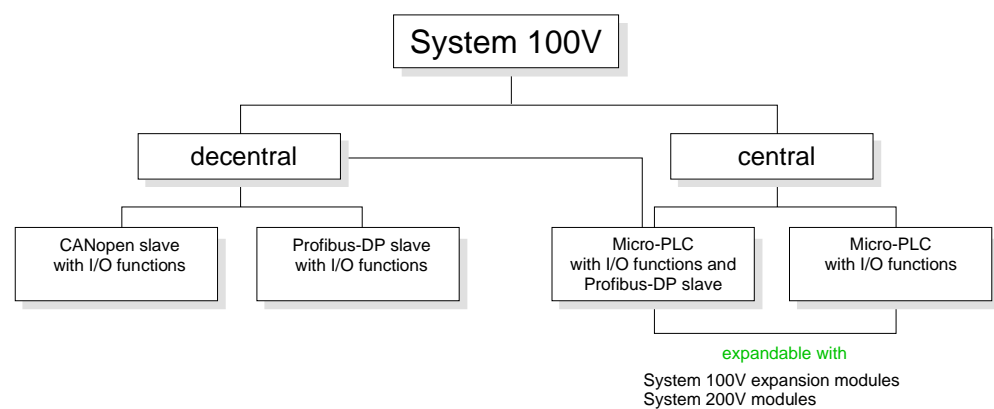 System 100V
decentral
central
CANopen slave
with I/O functions
Profibus-DP slave
with I/O functions
Micro-PLC
with I/O functions and
Profibus-DP slave
Micro-PLC
with I/O functions
expandable with
System 100V expansion modules
System 200V modules